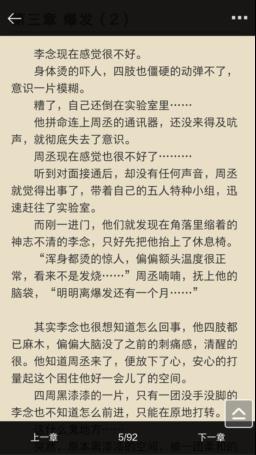 第三章 爆发（2）
李念现在感觉很不好。
身体烫的吓人，四肢也僵硬的动弹不了，
意识一片模糊。
糟了，自己还倒在实验室里……
他拼命连上周丞的通讯器，还没来得及吭
声，就彻底失去了意识。
周丞现在感觉也很不好了………
听到对面接通后，却没有任何声音，周丞
就觉得出事了，带着自己的五人特种小组，迅
速赶往了实验室。
而刚一进门，他们就发现在角落里缩着的
神志不清的李念，只好先把他抬上了休息椅。
“浑身都烫的惊人，偏偏额头温度很正
常，看来不是发烧……”周丞喃喃，抚上他的
脑袋，“明明离爆发还有一个月……”
其实李念也很想知道怎么回事，他四肢都
已麻木，偏偏大脑没了之前的刺痛感，清醒的
很。他知道周丞来了，便放下了心，安心的打
量起这个困住他好一会儿了的空间。
四周黑漆漆的一片，只有一团没手没脚的
李念也不知道怎么前进，只能在原地打转。
上一章
5/92
下一章